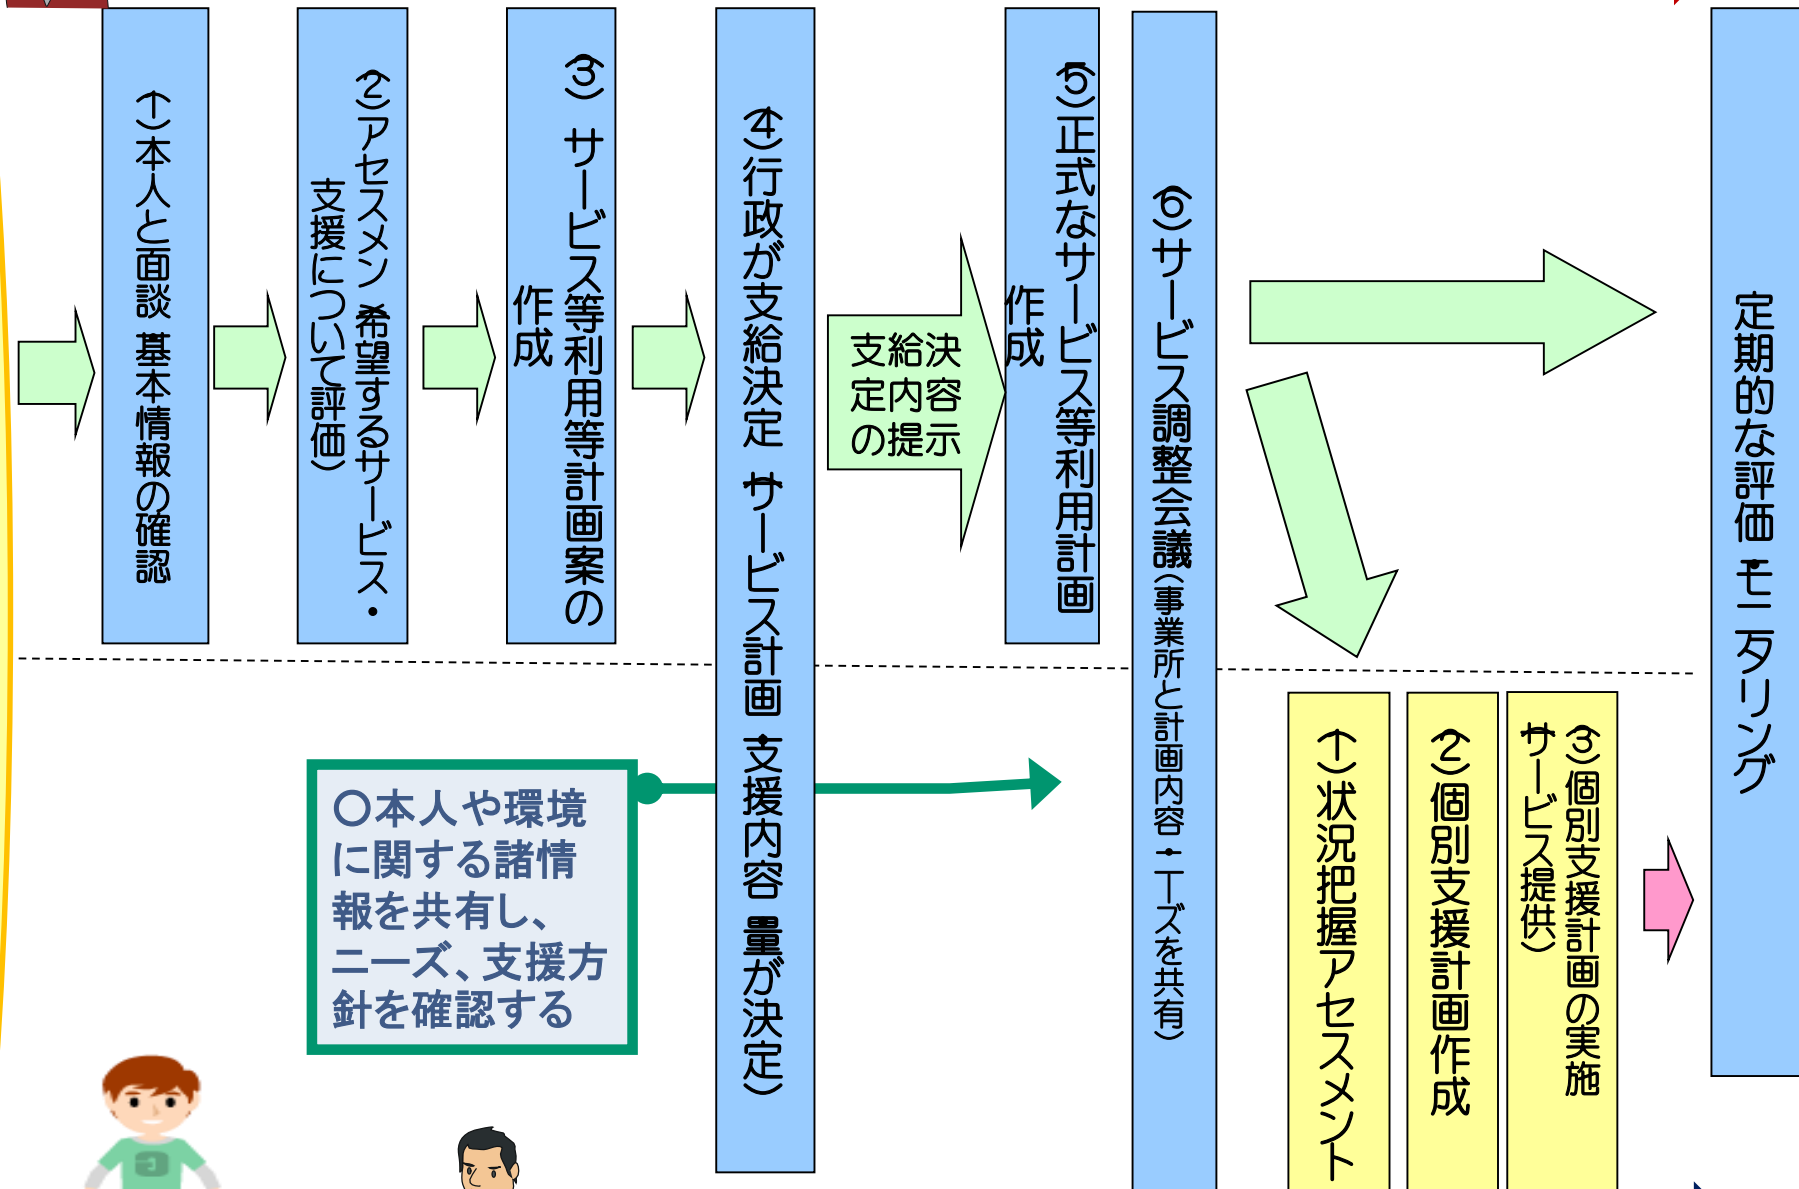 (1)本人と面談 基本情報の確認
(2)アセスメン (希望するサービス・
支援について評価)
(3) サービス等利用等計画案の
作成
(4)行政が支給決定 (サービス計画・支援内容 量が決定)
支給決
定内容
の提示
(5)正式なサービス等利用計画
作成
(6)サービス調整会議(事業所と計画内容・ニーズを共有)
定期的な評価・モニタリング
〇本人や環境
に関する諸情
報を共有し、
ニーズ、支援方
針を確認する
(1)状況把握アセスメント
(2)個別支援計画作成
(3)個別支援計画の実施
(サービス提供)